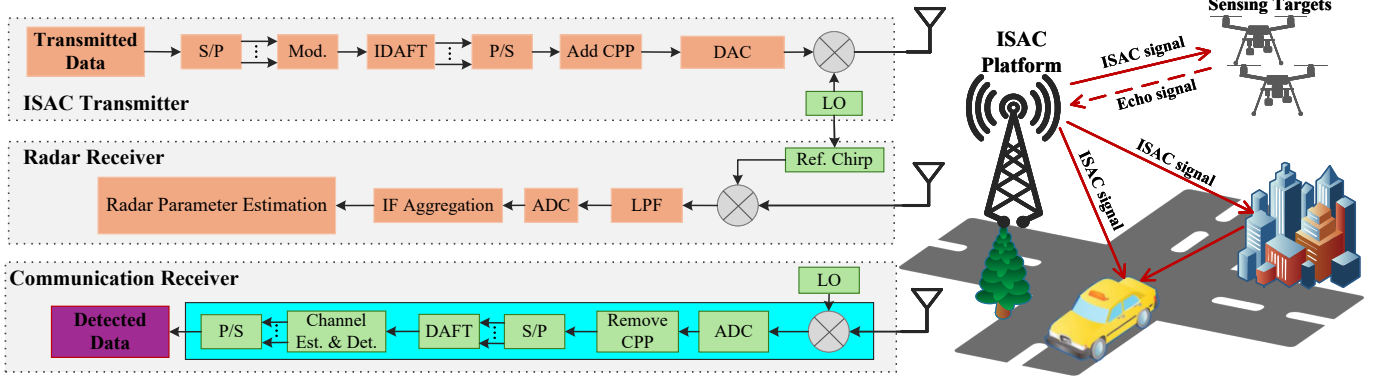 Transmitted
Data
S/P
Mod.
IDAFT
P/S
Add CPP
DAC
ISAC Transmitter
LO
Radar Receiver
Ref. Chirp
Radar Parameter Estimation
IF Aggregation
ADC
LPF
Communication Receiver
LO
Detected
Data
P/S
Channel
Est. & Det.
DAFT
S/P
Remove
CPP
ADC
Sensing Targets
ISAC
Platform
ISAC signal
Echo signal
ISAC signal
ISAC signal